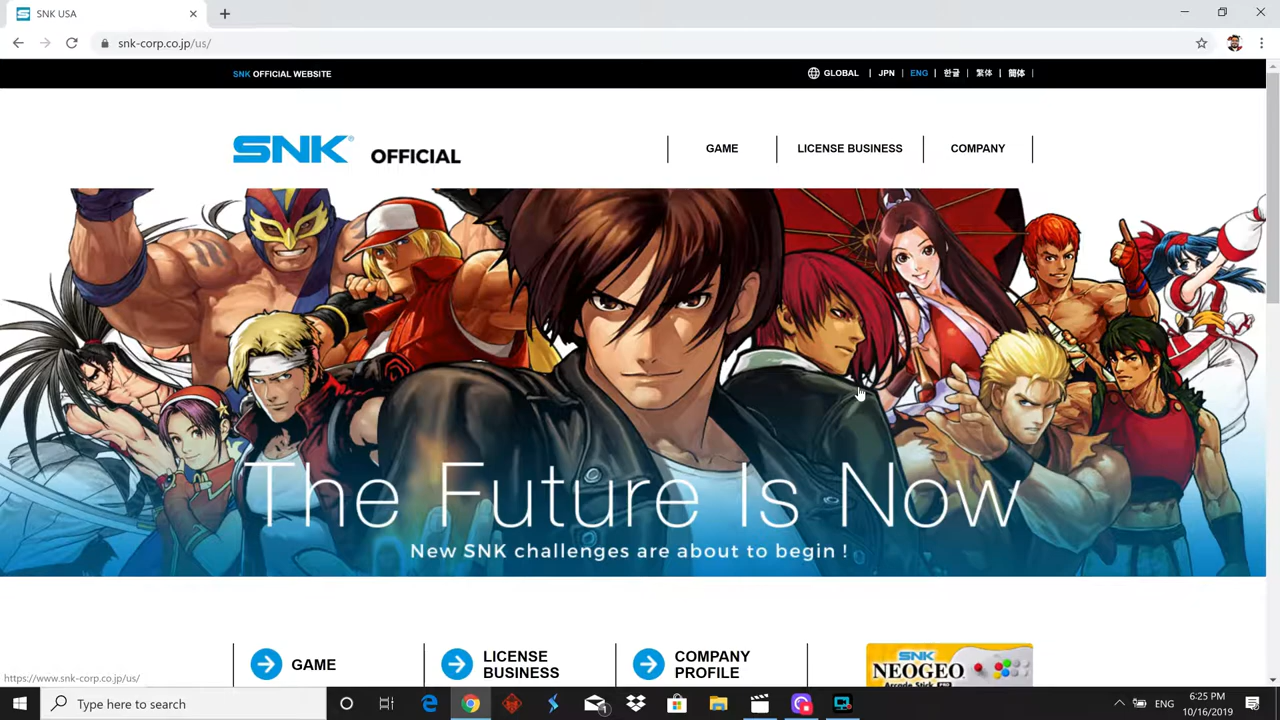 SNK USA
snk-corp.co.jp/us/
SNK OFFICIAL WEBSITE
GLOBAL | JPN | ENG | 한글 | 繁体 | 簡体 |
SNK® OFFICIAL
GAME
LICENSE BUSINESS
COMPANY
The Future Is Now
New SNK challenges are about to begin !
GAME
LICENSE
BUSINESS
COMPANY
PROFILE
SNK
NEOGEO
Arcade Stick
https://www.snk-corp.co.jp/us/
Type here to search
1
ENG
6:25 PM
10/16/2019